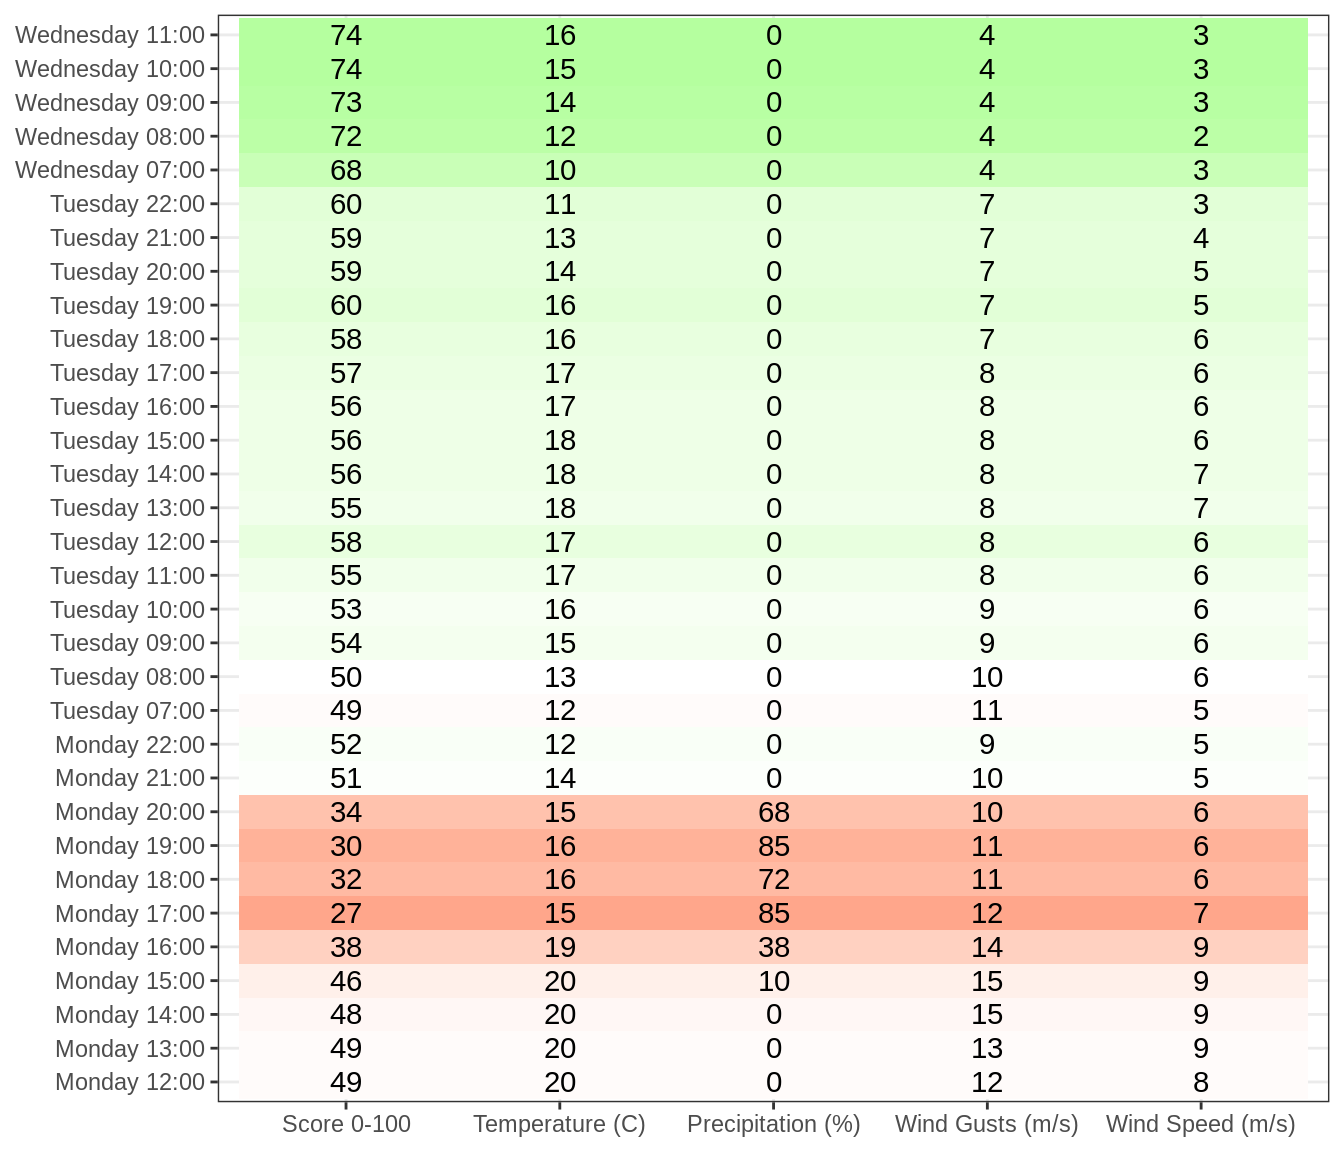 Wednesday 11:00 74 16 0 4 3
Wednesday 10:00 74 15 0 4 3
Wednesday 09:00 73 14 0 4 3
Wednesday 08:00 72 12 0 4 2
Wednesday 07:00 68 10 0 4 3
Tuesday 22:00 60 11 0 7 3
Tuesday 21:00 59 13 0 7 4
Tuesday 20:00 59 14 0 7 5
Tuesday 19:00 60 16 0 7 5
Tuesday 18:00 58 16 0 7 6
Tuesday 17:00 57 17 0 8 6
Tuesday 16:00 56 17 0 8 6
Tuesday 15:00 56 18 0 8 6
Tuesday 14:00 56 18 0 8 7
Tuesday 13:00 55 18 0 8 7
Tuesday 12:00 58 17 0 8 6
Tuesday 11:00 55 17 0 8 6
Tuesday 10:00 53 16 0 9 6
Tuesday 09:00 54 15 0 9 6
Tuesday 08:00 50 13 0 10 6
Tuesday 07:00 49 12 0 11 5
Monday 22:00 52 12 0 9 5
Monday 21:00 51 14 0 10 5
Monday 20:00 34 15 68 10 6
Monday 19:00 30 16 85 11 6
Monday 18:00 32 16 72 11 6
Monday 17:00 27 15 85 12 7
Monday 16:00 38 19 38 14 9
Monday 15:00 46 20 10 15 9
Monday 14:00 48 20 0 15 9
Monday 13:00 49 20 0 13 9
Monday 12:00 49 20 0 12 8
Score 0-100 Temperature (C) Precipitation (%) Wind Gusts (m/s) Wind Speed (m/s)